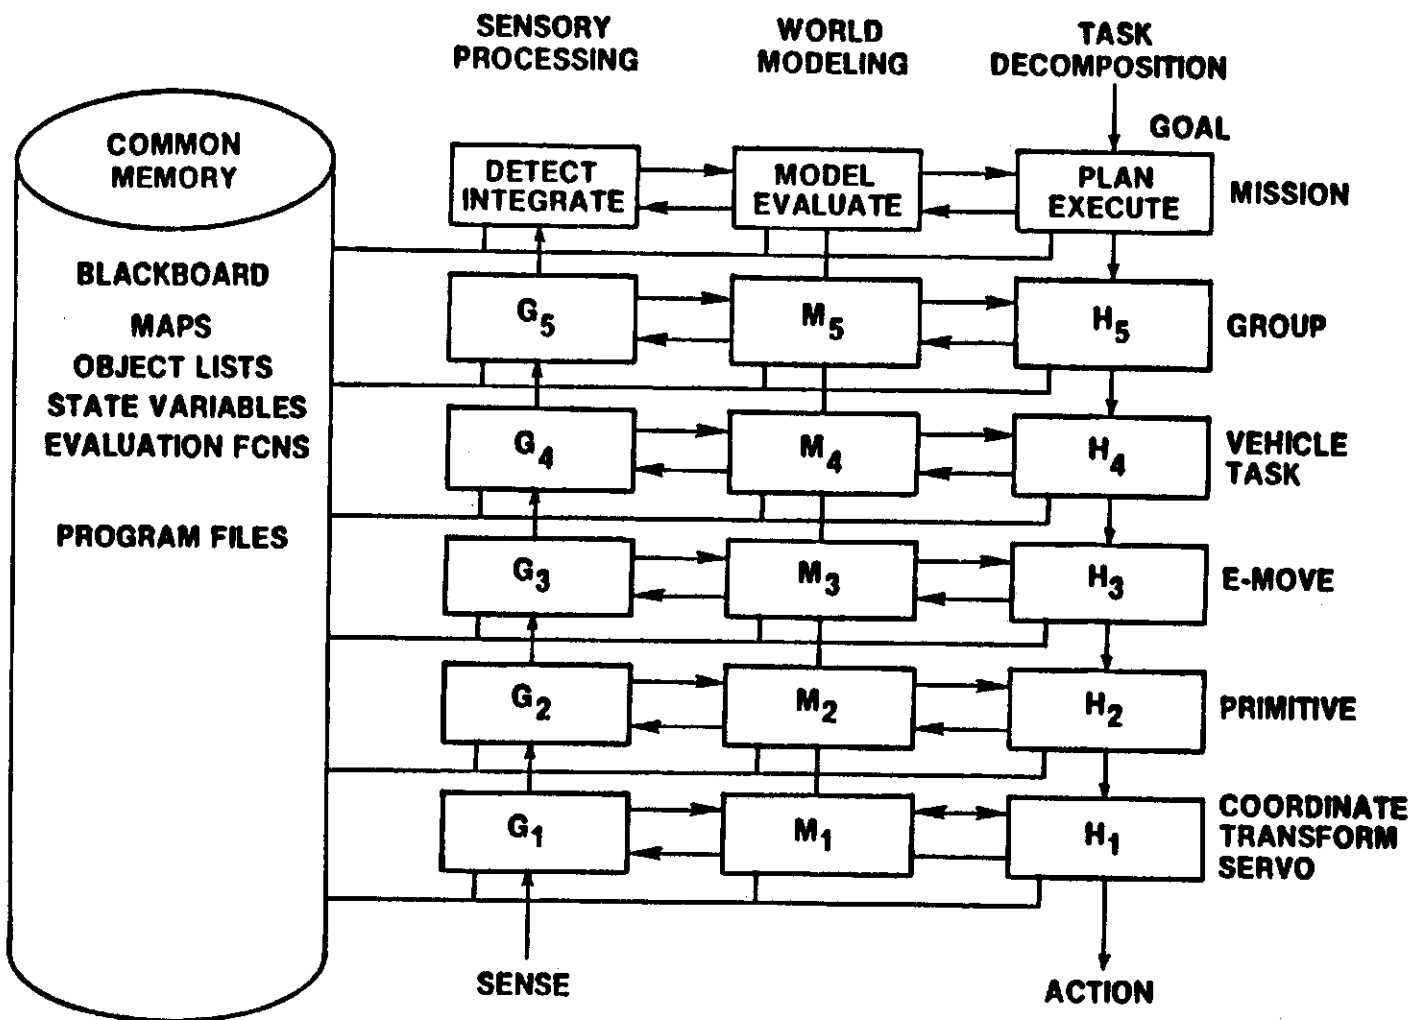 SENSORY
PROCESSING
WORLD
MODELING
TASK
DECOMPOSITION
GOAL
COMMON
MEMORY
BLACKBOARD
MAPS
OBJECT LISTS
STATE VARIABLES
EVALUATION FCNS
PROGRAM FILES
DETECT
INTEGRATE
MODEL
EVALUATE
PLAN
EXECUTE
MISSION
G5
M5
H5
GROUP
G4
M4
H4
VEHICLE
TASK
G3
M3
H3
E-MOVE
G2
M2
H2
PRIMITIVE
G1
M1
H1
COORDINATE
TRANSFORM
SERVO
SENSE
ACTION